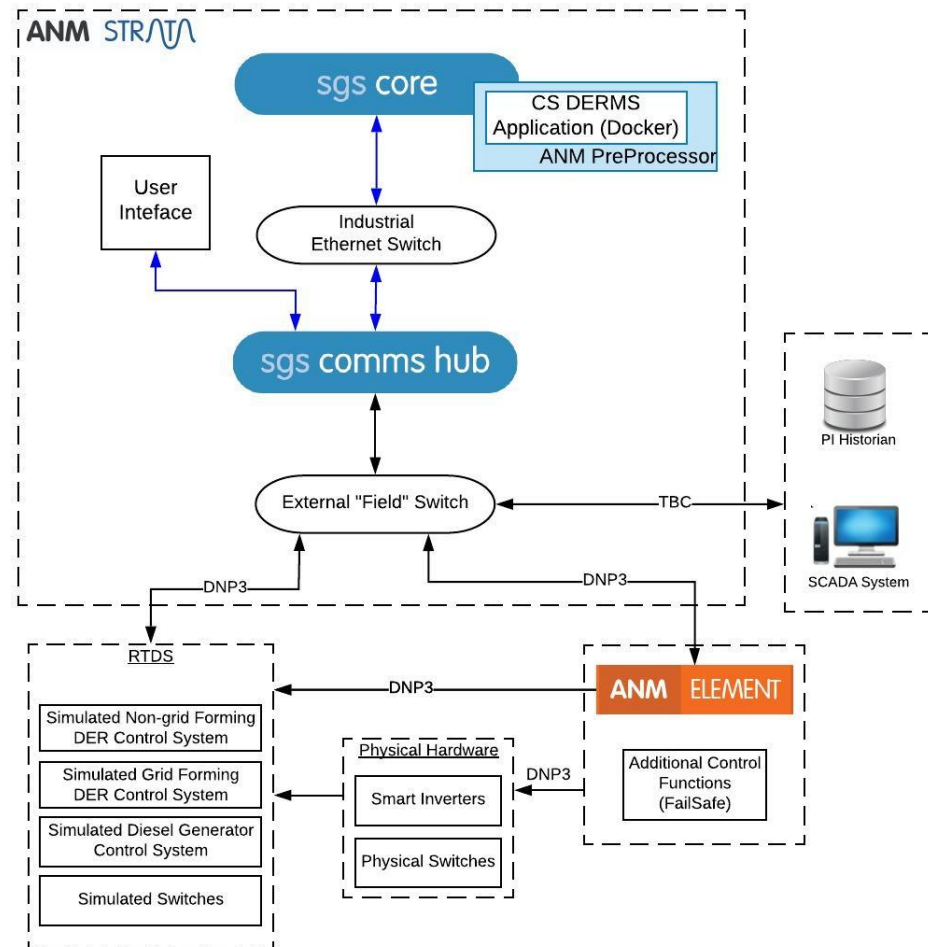 ANM STRATA
sgs core
CS DERMS
Application (Docker)
ANM PreProcessor
User
Inteface
Industrial
Ethernet Switch
sgs comms hub
PI Historian
External "Field" Switch
TBC
SCADA System
DNP3
DNP3
RTDS
DNP3
ANM ELEMENT
Simulated Non-grid Forming
DER Control System
Simulated Grid Forming
DER Control System
Simulated Diesel Generator
Control System
Simulated Switches
Physical Hardware
Smart Inverters
Physical Switches
DNP3
Additional Control
Functions
(FailSafe)